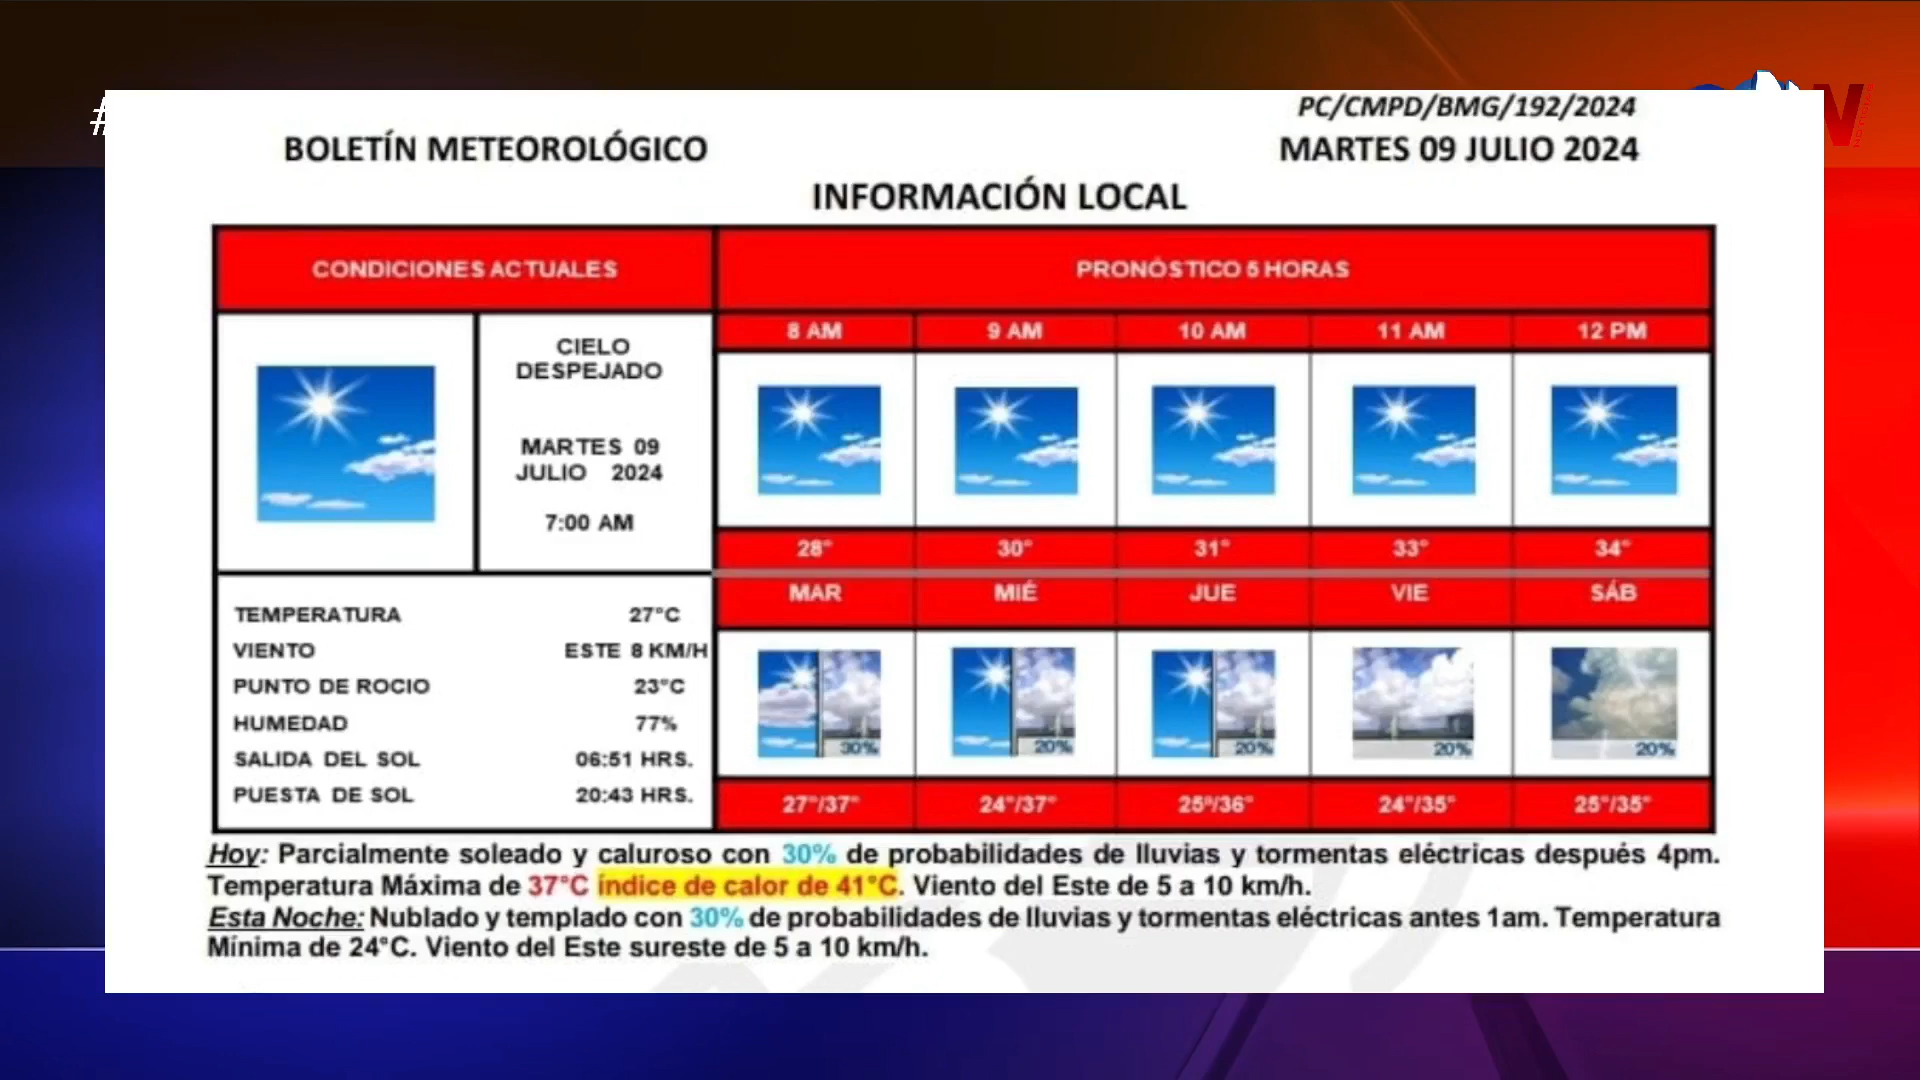 #
PC/CMPD/BMG/192/2024
BOLETÍN METEOROLÓGICO
MARTES 09 JULIO 2024
INFORMACIÓN LOCAL
CONDICIONES ACTUALES
PRONÓSTICO 5 HORAS
CIELO
DESPEJADO
MARTES 09
JULIO 2024
7:00 AM
8 AM 9 AM 10 AM 11 AM 12 PM
28° 30° 31° 33° 34°
TEMPERATURA 27°C
VIENTO ESTE 8 KM/H
PUNTO DE ROCIO 23°C
HUMEDAD 77%
SALIDA DEL SOL 06:51 HRS.
PUESTA DE SOL 20:43 HRS.
MAR MIÉ JUE VIE SÁB
30% 20% 20% 20% 20%
27°/37° 24°/37° 25º/36° 24°/35° 25°/35°
Hoy: Parcialmente soleado y caluroso con 30% de probabilidades de lluvias y tormentas eléctricas después 4pm.
Temperatura Máxima de 37°C índice de calor de 41°C. Viento del Este de 5 a 10 km/h.
Esta Noche: Nublado y templado con 30% de probabilidades de lluvias y tormentas eléctricas antes 1am. Temperatura
Mínima de 24°C. Viento del Este sureste de 5 a 10 km/h.